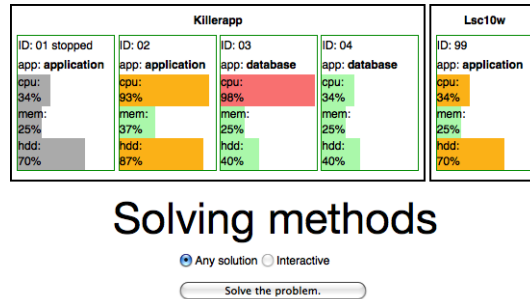 Killerapp
ID: 01 stopped
app: application
cpu:
34%
mem:
25%
hdd:
70%
ID: 02
app: application
cpu:
93%
mem:
37%
hdd:
87%
ID: 03
app: database
cpu:
98%
mem:
25%
hdd:
40%
ID: 04
app: database
cpu:
34%
mem:
25%
hdd:
40%
Lsc10w
ID: 99
app: application
cpu:
34%
mem:
25%
hdd:
70%
Solving methods
Any solution Interactive
Solve the problem.